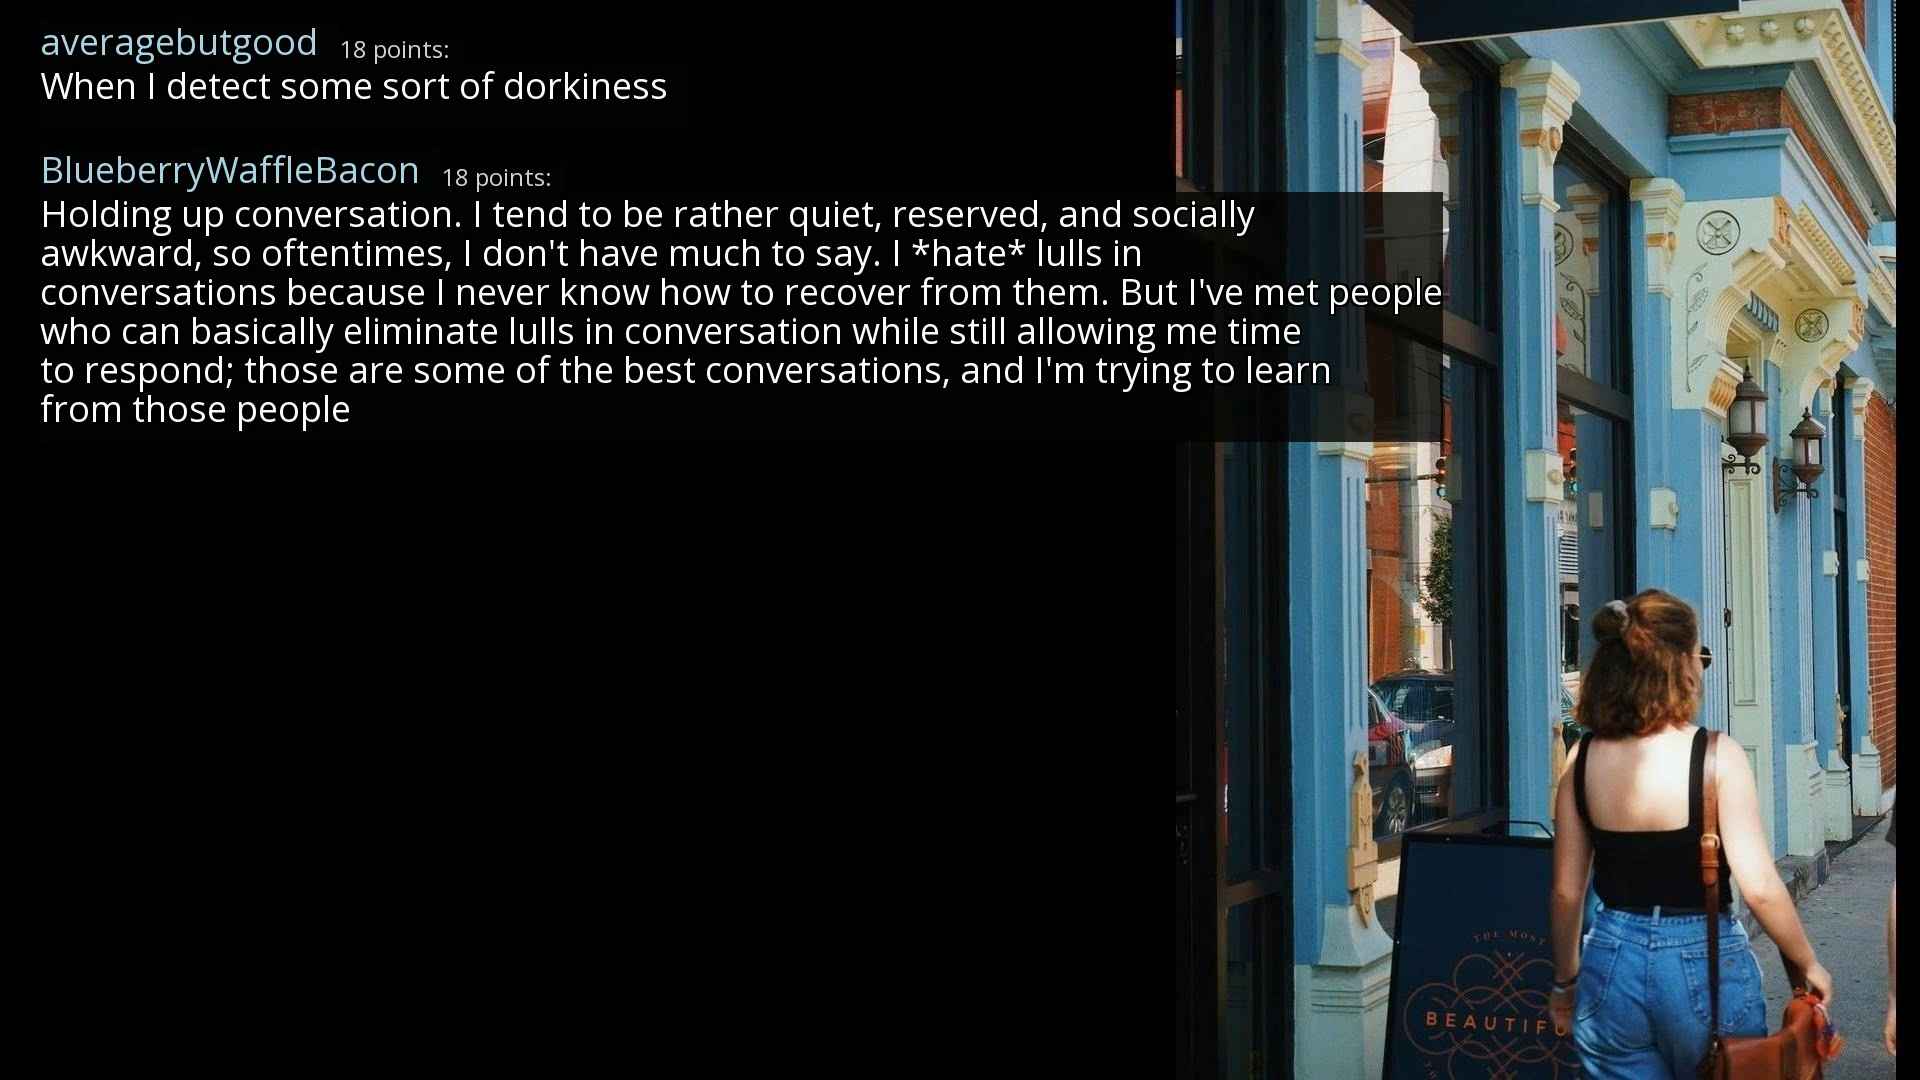 averagebutgood 18 points:
When I detect some sort of dorkiness
BlueberryWaffleBacon 18 points:
Holding up conversation. I tend to be rather quiet, reserved, and socially
awkward, so oftentimes, I don't have much to say. I *hate* lulls in
conversations because I never know how to recover from them. But I've met people
who can basically eliminate lulls in conversation while still allowing me time
to respond; those are some of the best conversations, and I'm trying to learn
from those people
THE MOST
BEAUTIFU